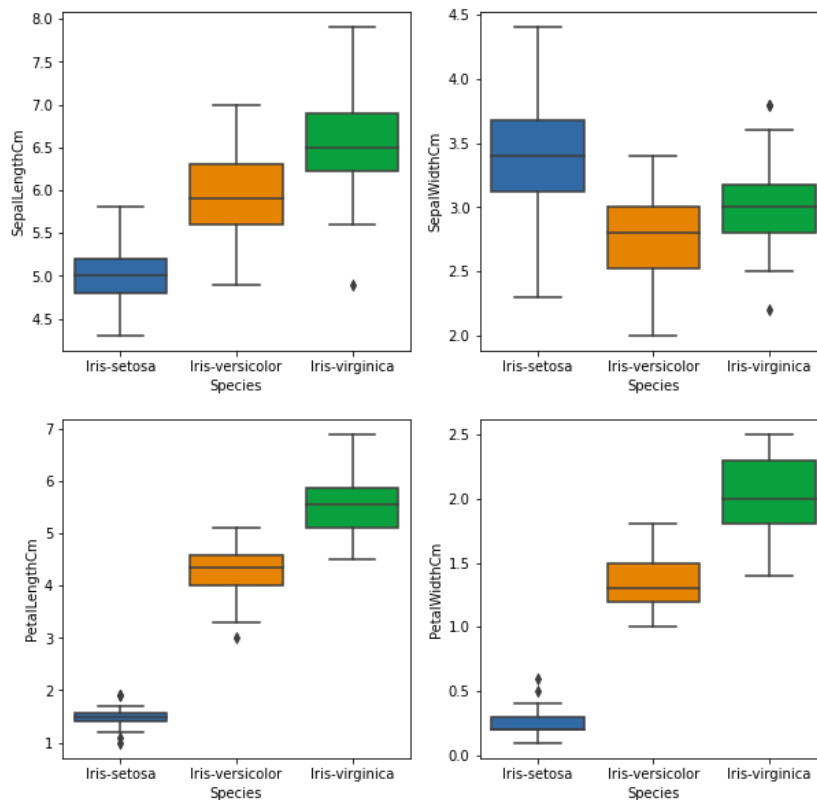 SepalLengthCm
8.0
7.5
7.0
6.5
6.0
5.5
5.0
4.5
Iris-setosa Iris-versicolor Iris-virginica
Species
SepalWidthCm
4.5
4.0
3.5
3.0
2.5
2.0
Iris-setosa Iris-versicolor Iris-virginica
Species
PetalLengthCm
7
6
5
4
3
2
1
Iris-setosa Iris-versicolor Iris-virginica
Species
PetalWidthCm
2.5
2.0
1.5
1.0
0.5
0.0
Iris-setosa Iris-versicolor Iris-virginica
Species